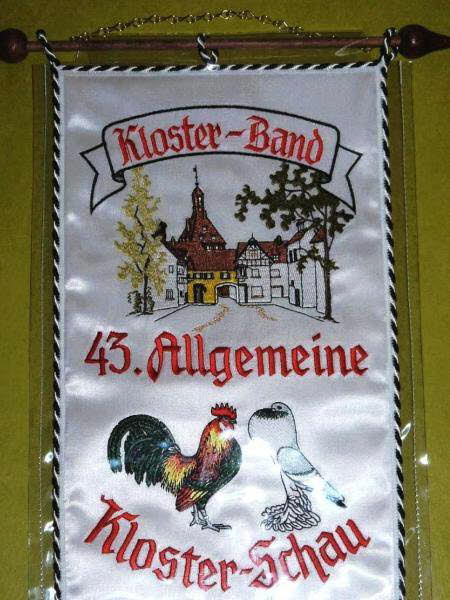 Kloster-Band
43. Allgemeine
Kloster-Schau